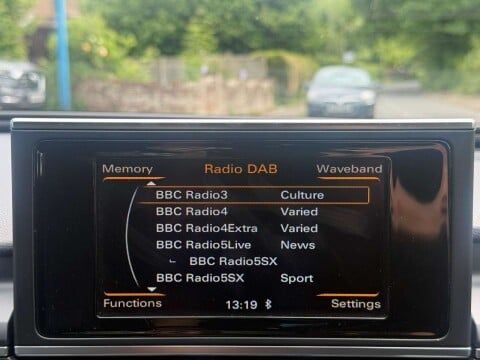 Memory Radio DAB Waveband
BBC Radio3 Culture
BBC Radio4 Varied
BBC Radio4Extra Varied
BBC Radio5Live News
BBC Radio5SX
BBC Radio5SX Sport
Functions 13:19 Settings